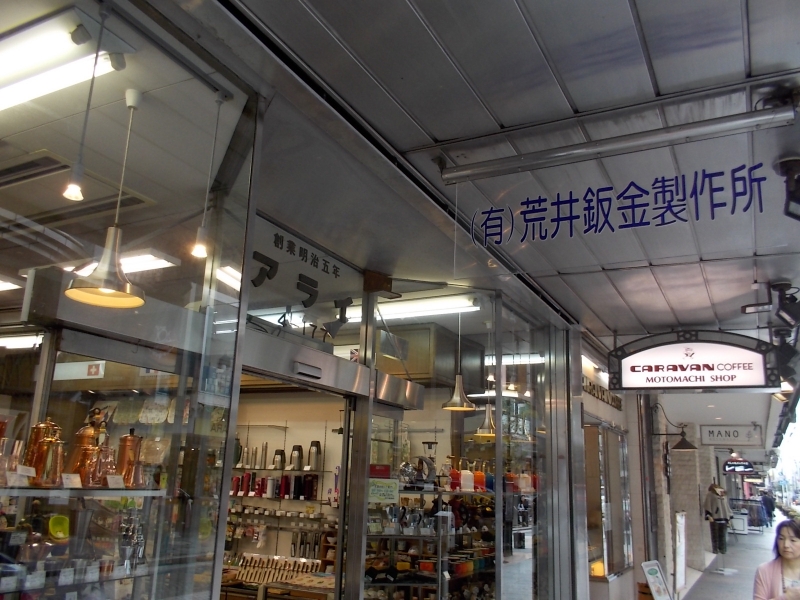 (有)荒井鈑金製作所
創業明治五年
アライ
CARAVAN COFFEE
MOTOMACHI SHOP
MANO